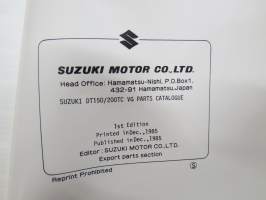 SUZUKI MOTOR CO.,LTD.
Head Office: Hamamatsu-Nishi, P.O.Box1,
432-91 Hamamatsu,Japan
SUZUKI DT150/200TC VG PARTS CATALOGUE
1st Edition
Printed in Dec.,1985
Published in Dec.,1985
Editor : SUZUKI MOTOR CO.,LTD.
Export parts section
Reprint Prohibited
S